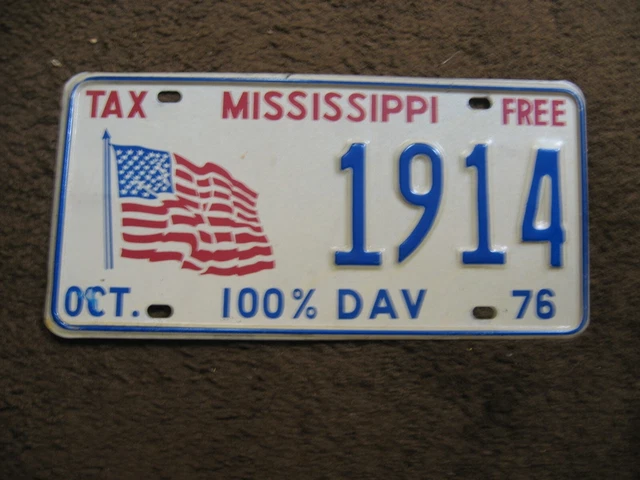 TAX MISSISSIPPI FREE
1914
OCT. 100% DAV 76